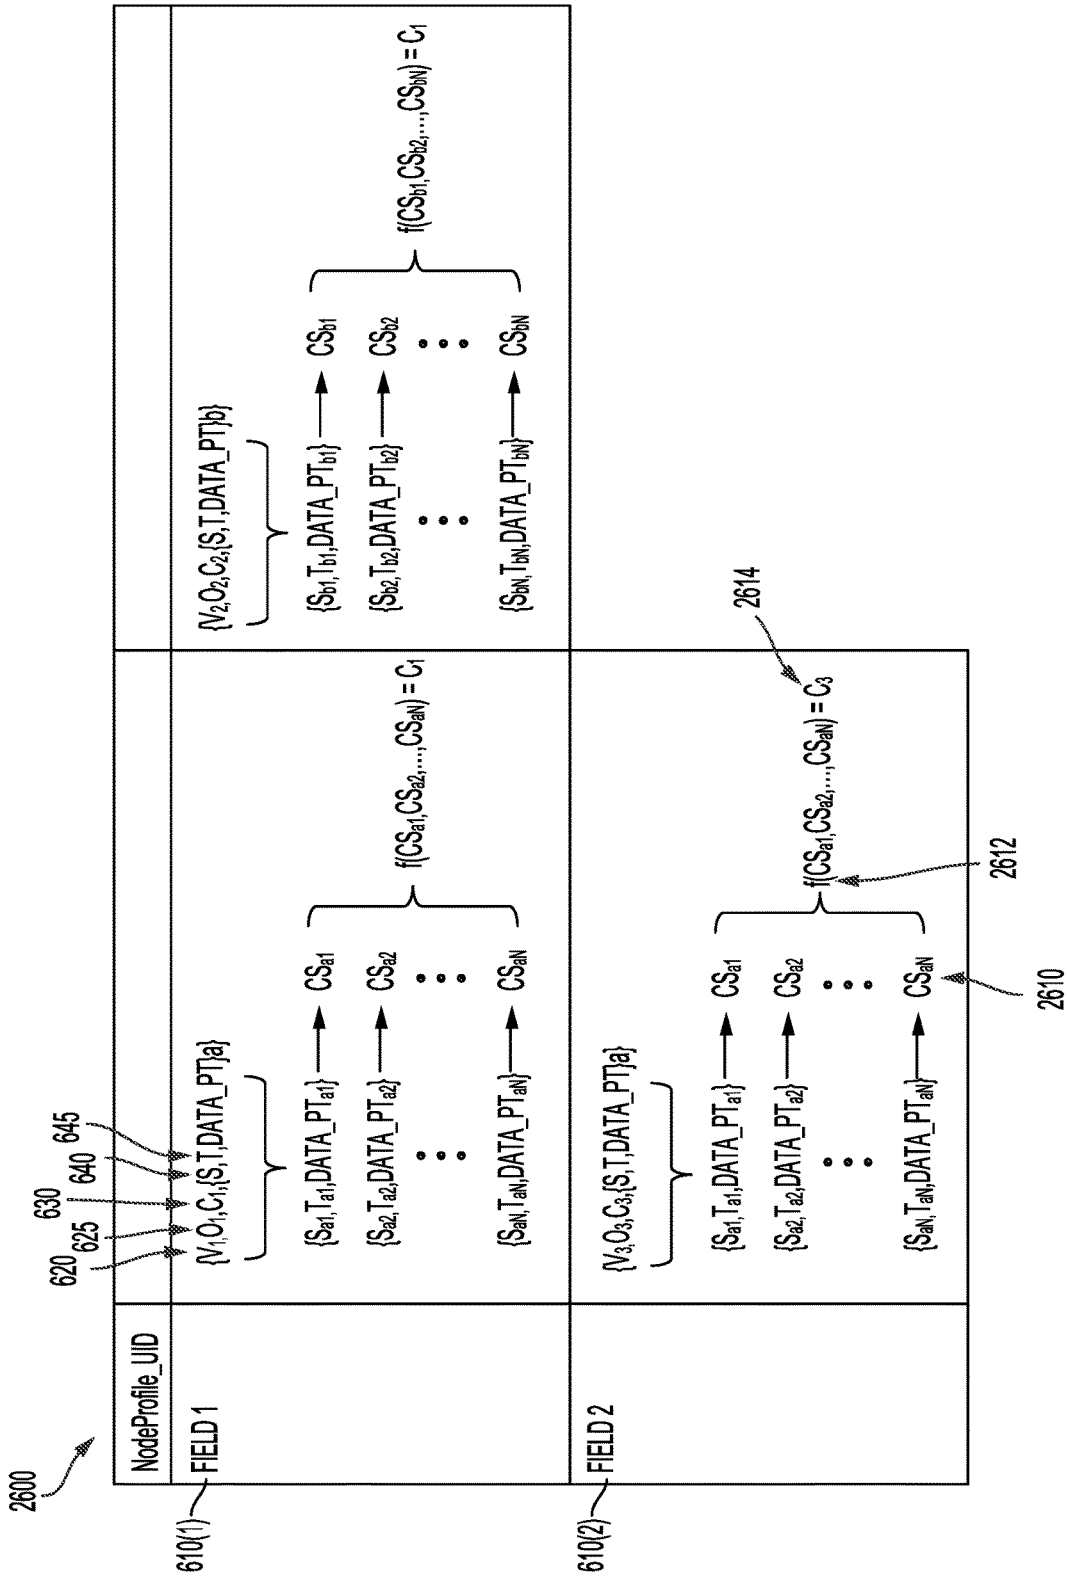 2600
NodeProfile_UID
610(1)
FIELD 1
620
625
630
640
645
{V₁,O₁,C₁,{S,T,DATA_PT}a}
{Sₐ₁,Tₐ₁,DATA_PTₐ₁} → CSₐ₁
{Sₐ₂,Tₐ₂,DATA_PTₐ₂} → CSₐ₂
{SₐN,TₐN,DATA_PTₐN} → CSₐN
f(CSₐ₁,CSₐ₂,...,CSₐN) = C₁
{V₂,O₂,C₂,{S,T,DATA_PT}b}
{Sb₁,Tb₁,DATA_PTb₁} → CSb₁
{Sb₂,Tb₂,DATA_PTb₂} → CSb₂
{SbN,TbN,DATA_PTbN} → CSbN
f(CSb₁,CSb₂,...,CSbN) = C₁
610(2)
FIELD 2
{V₃,O₃,C₃,{S,T,DATA_PT}a}
{Sₐ₁,Tₐ₁,DATA_PTₐ₁} → CSₐ₁
{Sₐ₂,Tₐ₂,DATA_PTₐ₂} → CSₐ₂
{SₐN,TₐN,DATA_PTₐN} → CSₐN
f(CSₐ₁,CSₐ₂,...,CSₐN) = C₃
2610
2612
2614